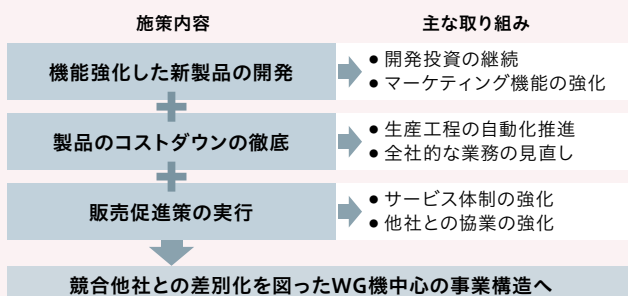 施策内容
主な取り組み
機能強化した新製品の開発
● 開発投資の継続
● マーケティング機能の強化
製品のコストダウンの徹底
● 生産工程の自動化推進
● 全社的な業務の見直し
販売促進策の実行
● サービス体制の強化
● 他社との協業の強化
競合他社との差別化を図ったWG機中心の事業構造へ